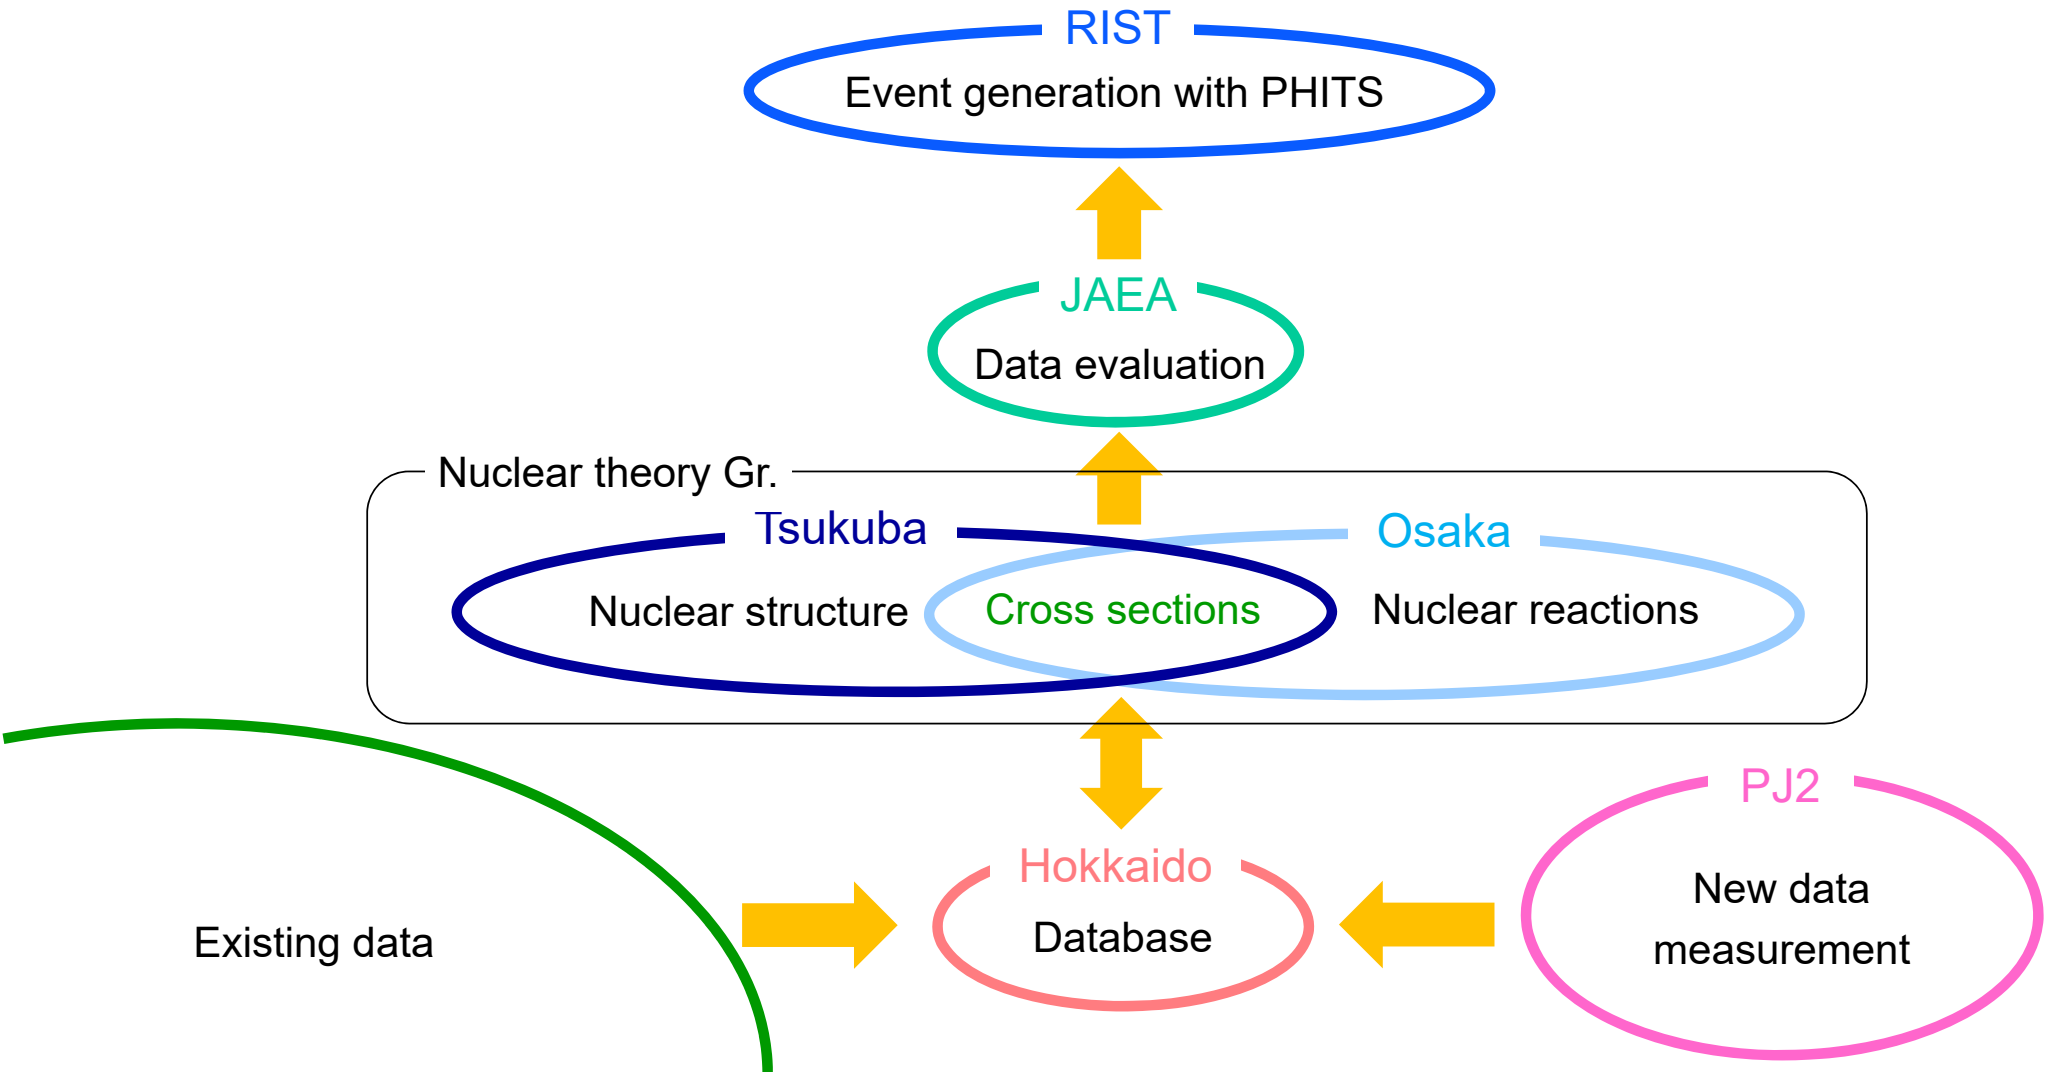 RIST
Event generation with PHITS
JAEA
Data evaluation
Nuclear theory Gr.
Tsukuba
Osaka
Nuclear structure
Cross sections
Nuclear reactions
PJ2
Hokkaido
New data
measurement
Existing data
Database